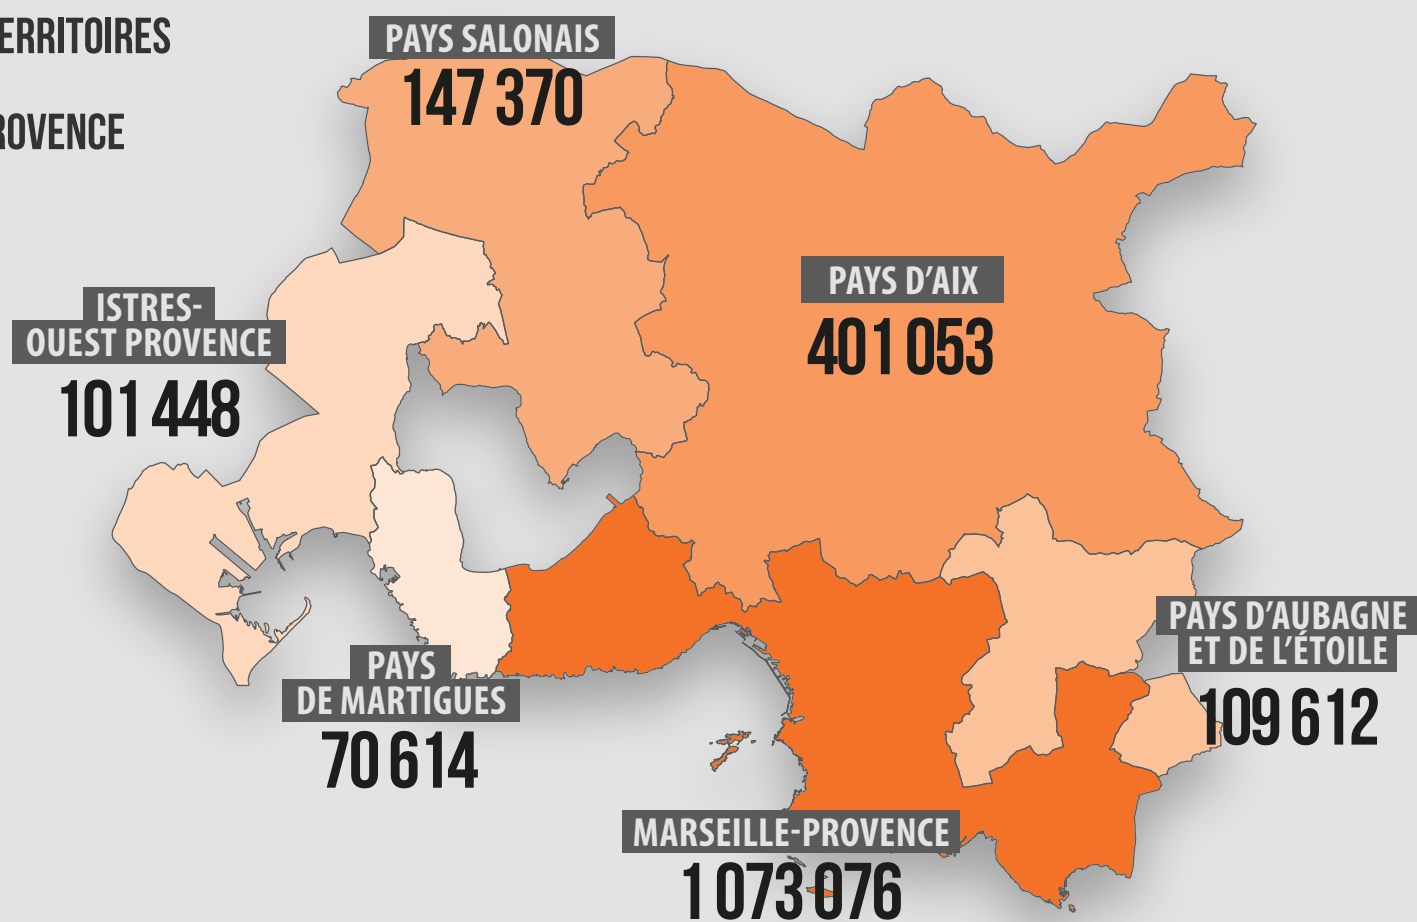 ERRITOIRES
ROVENCE
PAYS SALONAIS
147 370
PAYS D'AIX
401 053
ISTRES-
OUEST PROVENCE
101 448
PAYS
DE MARTIGUES
70 614
PAYS D'AUBAGNE
ET DE L'ÉTOILE
109 612
MARSEILLE-PROVENCE
1 073 076